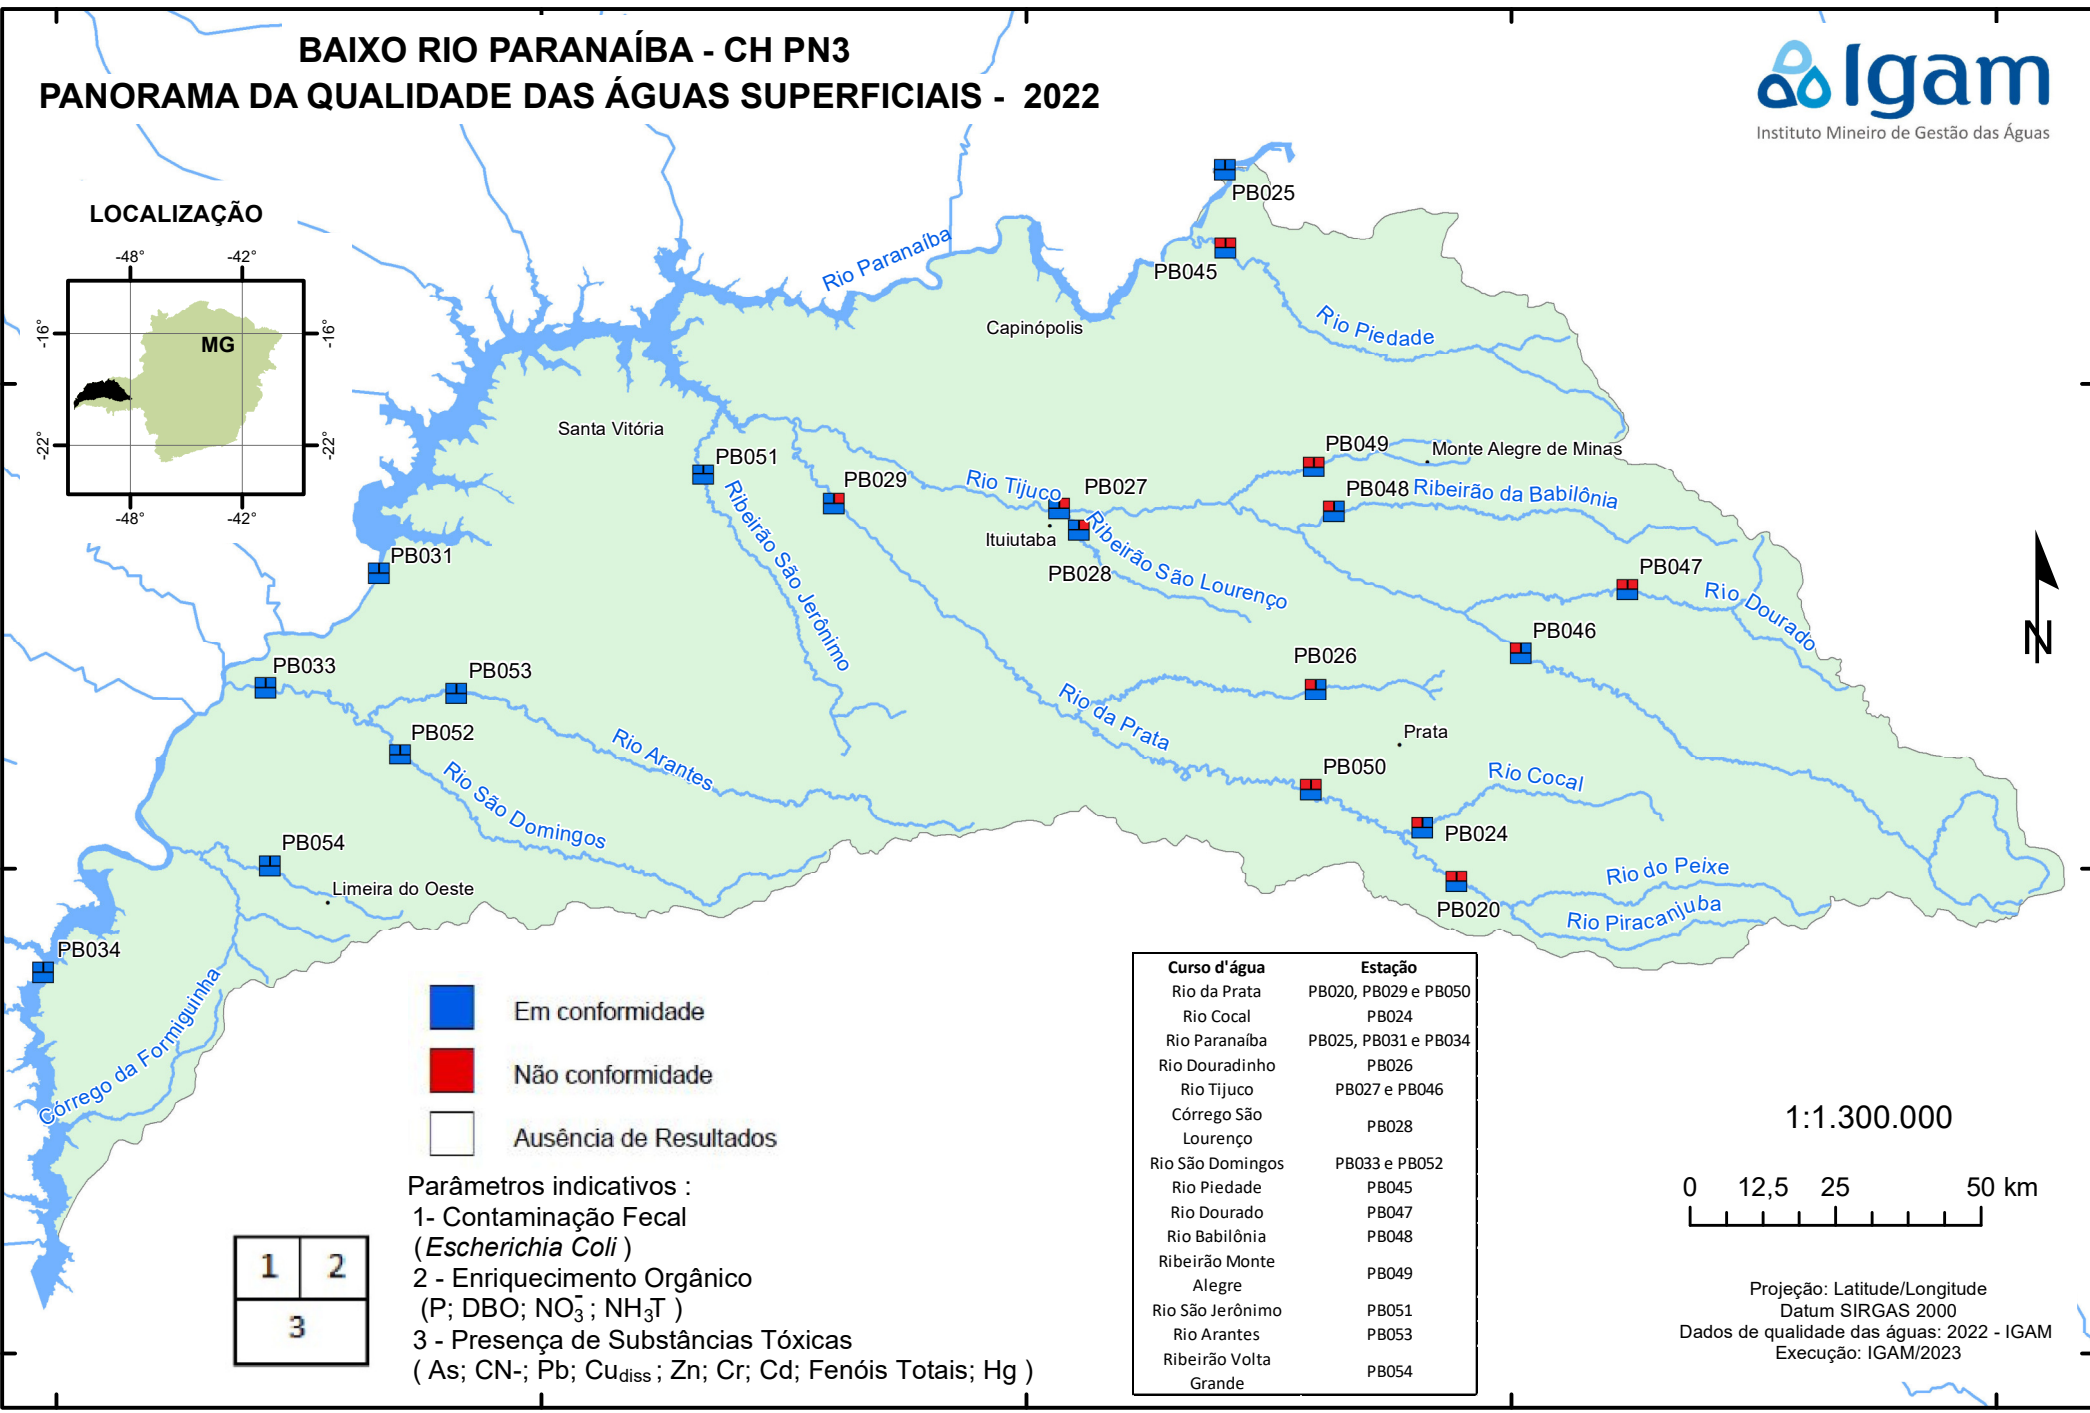 BAIXO RIO PARANAÍBA - CH PN3
PANORAMA DA QUALIDADE DAS ÁGUAS SUPERFICIAIS - 2022
Igam
Instituto Mineiro de Gestão das Águas
LOCALIZAÇÃO
-48° -42°
-16° -16°
MG
-22° -22°
-48° -42°
PB025
Rio Paranaíba
PB045
Capinópolis
Rio Piedade
Santa Vitória
PB051
PB029
Rio Tijuco
PB027
PB049
Monte Alegre de Minas
PB048
Ribeirão da Babilônia
Ituiutaba
PB028
Ribeirão São Lourenço
Ribeirão São Jerônimo
PB031
PB047
Rio Dourado
PB046
N
PB033
PB053
PB026
PB052
Rio Arantes
Rio da Prata
Prata
PB050
Rio Cocal
Rio São Domingos
PB054
PB024
Limeira do Oeste
Rio do Peixe
PB020
Rio Piracanjuba
PB034
Córrego da Formiguinha
Em conformidade
Não conformidade
Ausência de Resultados
Parâmetros indicativos :
1- Contaminação Fecal
(Escherichia Coli )
2 - Enriquecimento Orgânico
(P; DBO; NO₃⁻; NH₃T )
3 - Presença de Substâncias Tóxicas
( As; CN-; Pb; Cudiss ; Zn; Cr; Cd; Fenóis Totais; Hg )
1 2
3
Curso d'água Estação
Rio da Prata PB020, PB029 e PB050
Rio Cocal PB024
Rio Paranaíba PB025, PB031 e PB034
Rio Douradinho PB026
Rio Tijuco PB027 e PB046
Córrego São
Lourenço PB028
Rio São Domingos PB033 e PB052
Rio Piedade PB045
Rio Dourado PB047
Rio Babilônia PB048
Ribeirão Monte
Alegre PB049
Rio São Jerônimo PB051
Rio Arantes PB053
Ribeirão Volta
Grande PB054
1:1.300.000
0 12,5 25 50 km
Projeção: Latitude/Longitude
Datum SIRGAS 2000
Dados de qualidade das águas: 2022 - IGAM
Execução: IGAM/2023